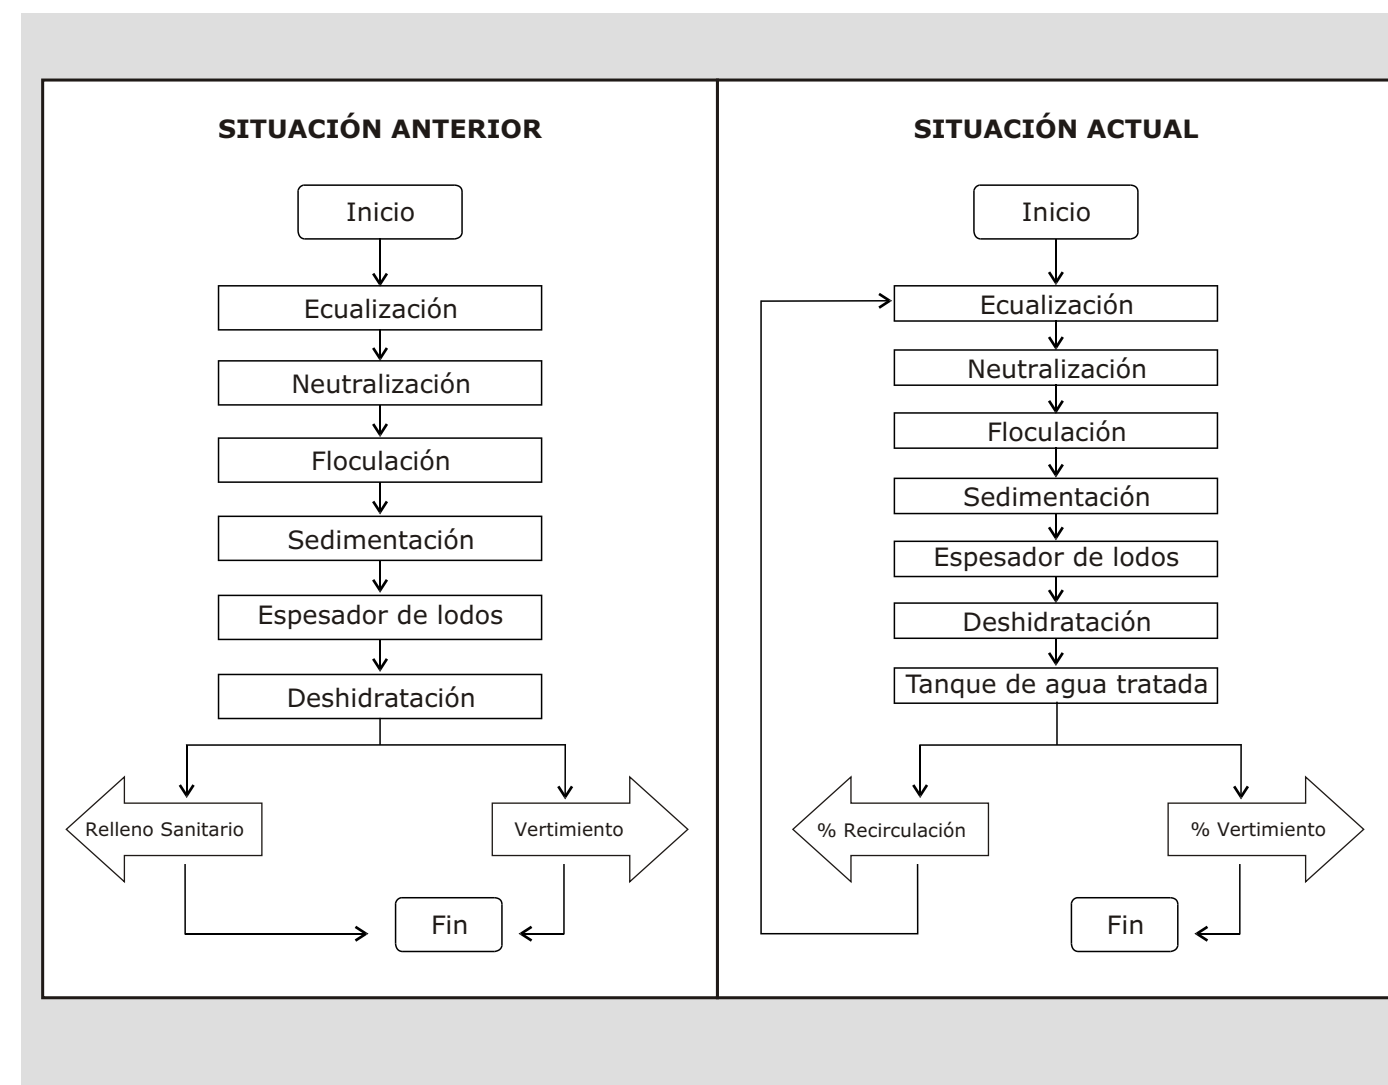 SITUACIÓN ANTERIOR
Inicio
Ecualización
Neutralización
Floculación
Sedimentación
Espesador de lodos
Deshidratación
Relleno Sanitario
Vertimiento
Fin
SITUACIÓN ACTUAL
Inicio
Ecualización
Neutralización
Floculación
Sedimentación
Espesador de lodos
Deshidratación
Tanque de agua tratada
% Recirculación
% Vertimiento
Fin